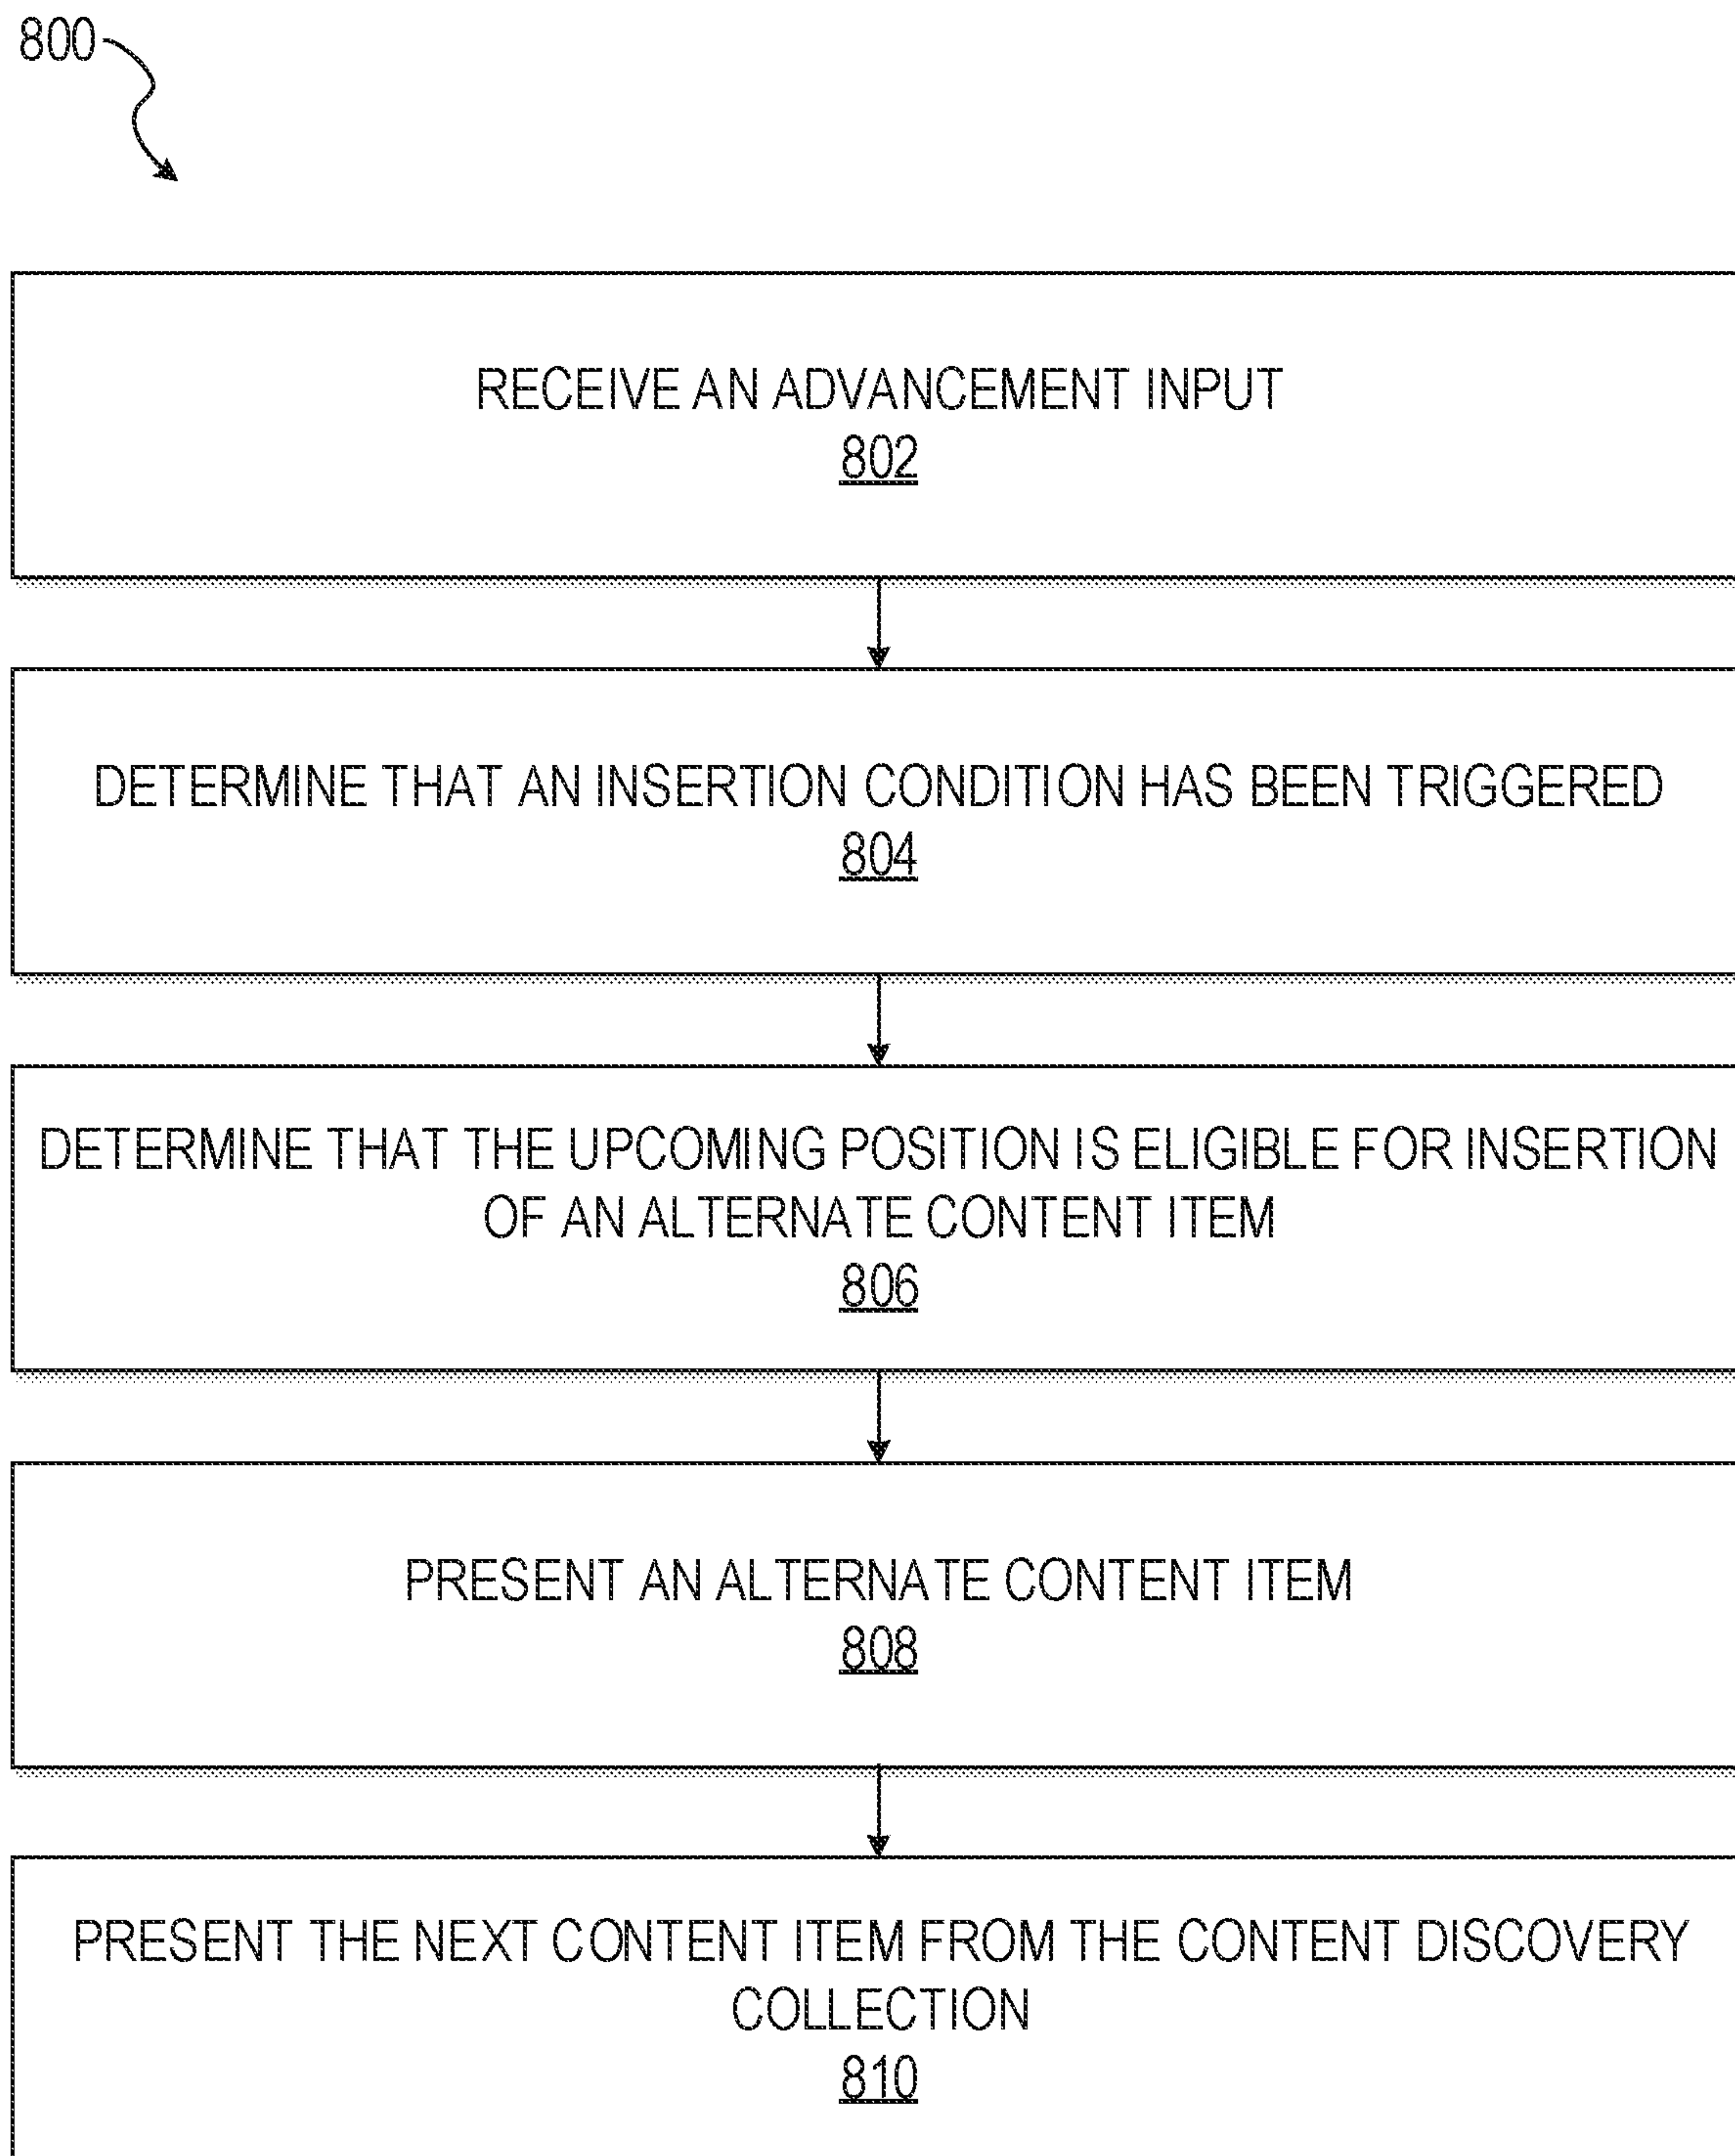 800
RECEIVE AN ADVANCEMENT INPUT
802
DETERMINE THAT AN INSERTION CONDITION HAS BEEN TRIGGERED
804
DETERMINE THAT THE UPCOMING POSITION IS ELIGIBLE FOR INSERTION
OF AN ALTERNATE CONTENT ITEM
806
PRESENT AN ALTERNATE CONTENT ITEM
808
PRESENT THE NEXT CONTENT ITEM FROM THE CONTENT DISCOVERY
COLLECTION
810